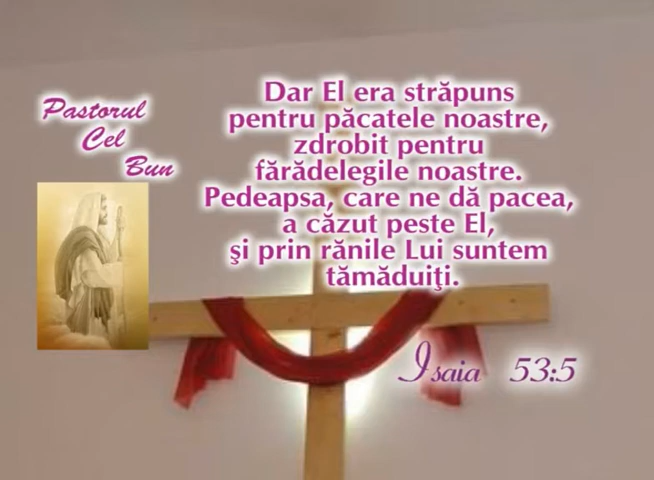 Pastorul
Cel
Bun
Dar El era străpuns
pentru păcatele noastre,
zdrobit pentru
fărădelegile noastre.
Pedeapsa, care ne dă pacea,
a căzut peste El,
şi prin rănile Lui suntem
tămăduiţi.
Isaia 53:5